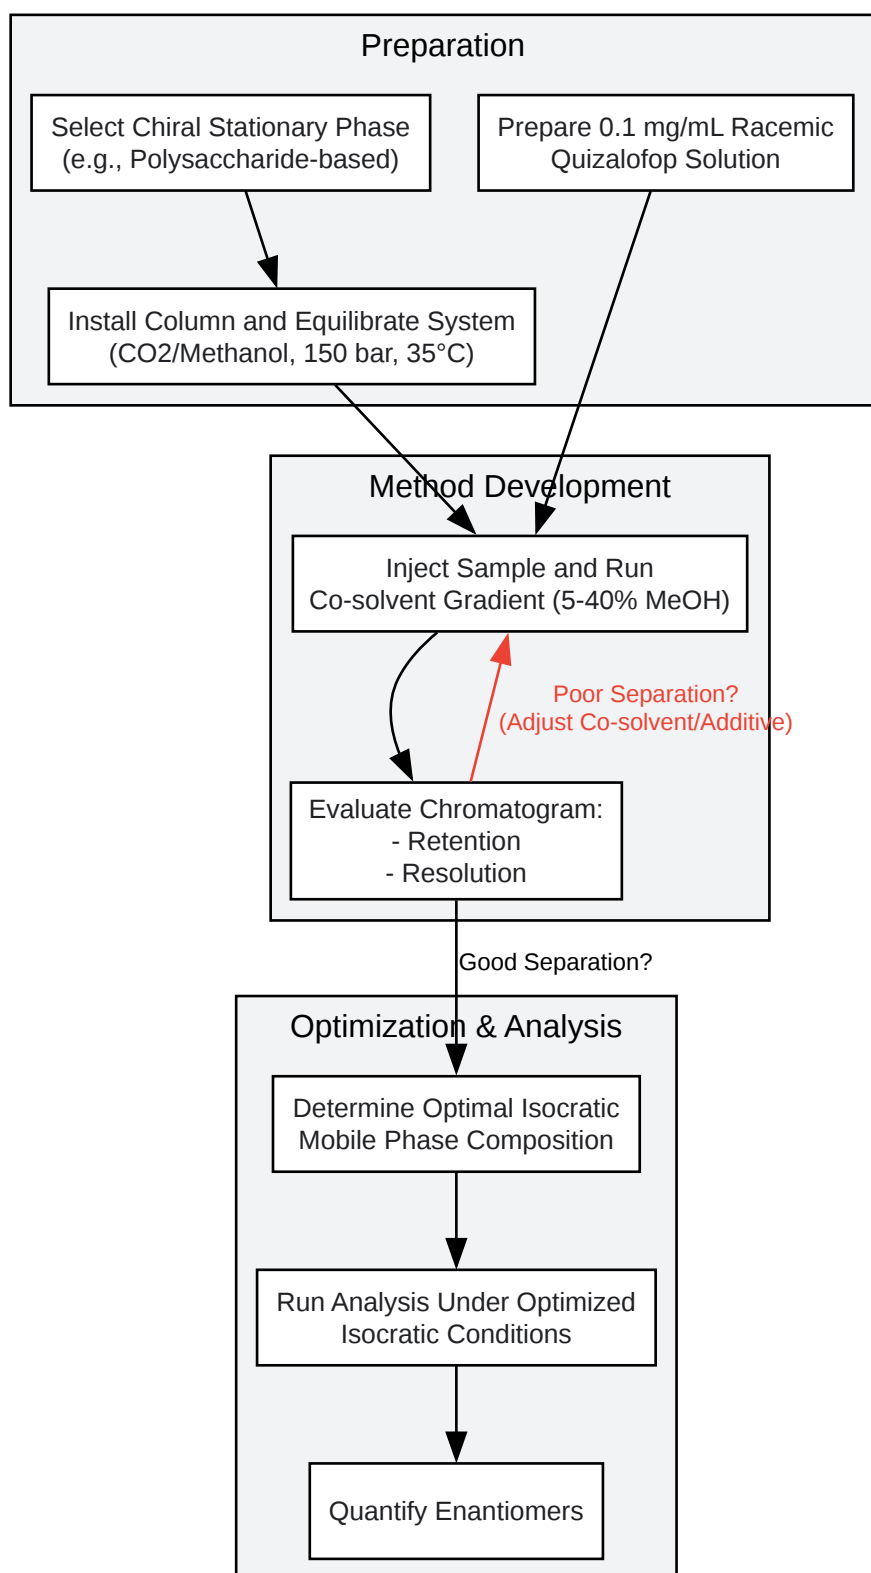 Preparation
Select Chiral Stationary Phase
(e.g., Polysaccharide-based)
Prepare 0.1 mg/mL Racemic
Quizalofop Solution
Install Column and Equilibrate System
(CO2/Methanol, 150 bar, 35°C)
Method Development
Inject Sample and Run
Co-solvent Gradient (5-40% MeOH)
Poor Separation?
(Adjust Co-solvent/Additive)
Evaluate Chromatogram:
- Retention
- Resolution
Good Separation?
Optimization & Analysis
Determine Optimal Isocratic
Mobile Phase Composition
Run Analysis Under Optimized
Isocratic Conditions
Quantify Enantiomers